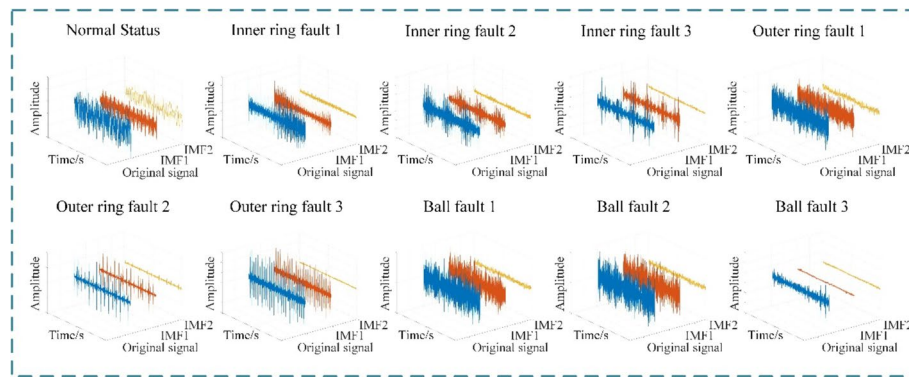 Normal Status
Inner ring fault 1
Inner ring fault 2
Inner ring fault 3
Outer ring fault 1
Amplitude
Time/s
IMF2
IMF1
Original signal
Amplitude
Time/s
IMF2
IMF1
Original signal
Amplitude
Time/s
IMF2
IMF1
Original signal
Amplitude
Time/s
IMF2
IMF1
Original signal
Amplitude
Time/s
IMF2
IMF1
Original signal
Outer ring fault 2
Outer ring fault 3
Ball fault 1
Ball fault 2
Ball fault 3
Amplitude
Time/s
IMF2
IMF1
Original signal
Amplitude
Time/s
IMF2
IMF1
Original signal
Amplitude
Time/s
IMF2
IMF1
Original signal
Amplitude
Time/s
IMF2
IMF1
Original signal
Amplitude
Time/s
IMF2
IMF1
Original signal